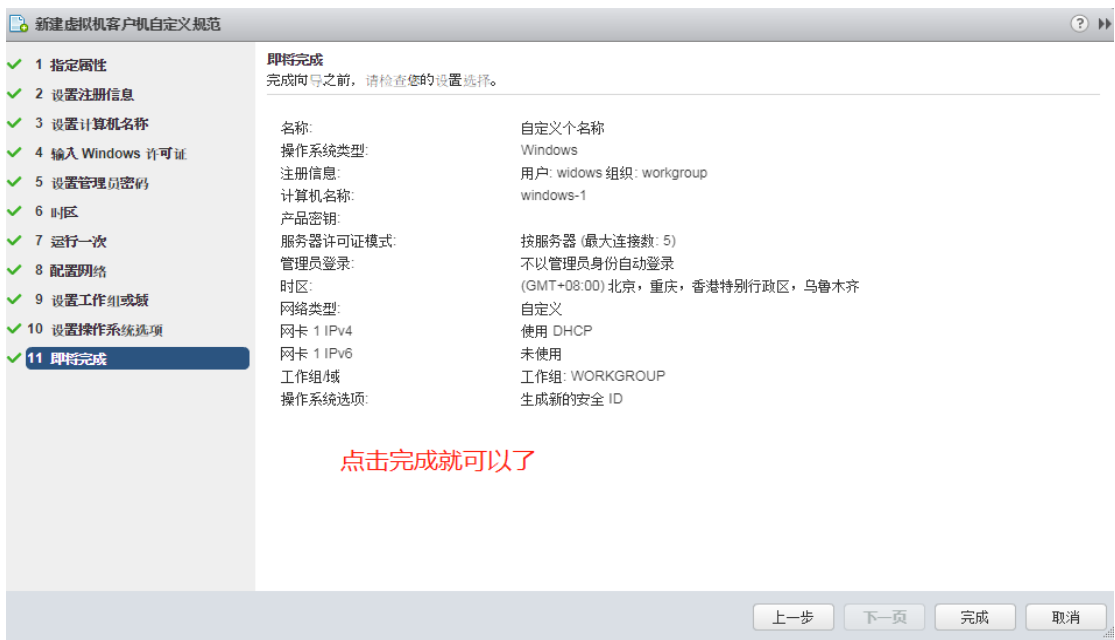 新建虚拟机客户机自定义规范
1 指定属性
2 设置注册信息
3 设置计算机名称
4 输入 Windows 许可证
5 设置管理员密码
6 时区
7 运行一次
8 配置网络
9 设置工作组或域
10 设置操作系统选项
11 即将完成
即将完成
完成向导之前，请检查您的设置选择。
名称: 自定义个名称
操作系统类型: Windows
注册信息: 用户: widows 组织: workgroup
计算机名称: windows-1
产品密钥:
服务器许可证模式: 按服务器 (最大连接数: 5)
管理员登录: 不以管理员身份自动登录
时区: (GMT+08:00) 北京，重庆，香港特别行政区，乌鲁木齐
网络类型: 自定义
网卡 1 IPv4 使用 DHCP
网卡 1 IPv6 未使用
工作组/域 工作组: WORKGROUP
操作系统选项: 生成新的安全 ID
点击完成就可以了
上一步 下一页 完成 取消